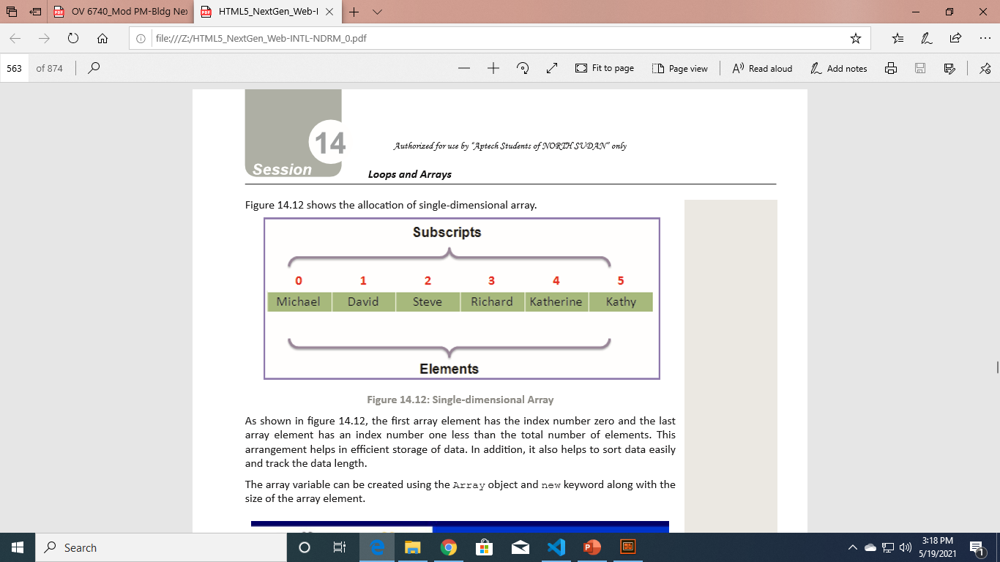 OV 6740_Mod PM-Bldg Nex
HTML5_NextGen_Web-I
file:///Z:/HTML5_NextGen_Web-INTL-NDRM_0.pdf
563 of 874
Fit to page
Page view
Read aloud
Add notes
14
Session
Authorized for use by "Aptech Students of NORTH SUDAN" only
Loops and Arrays
Figure 14.12 shows the allocation of single-dimensional array.
Subscripts
0 1 2 3 4 5
Michael David Steve Richard Katherine Kathy
Elements
Figure 14.12: Single-dimensional Array
As shown in figure 14.12, the first array element has the index number zero and the last
array element has an index number one less than the total number of elements. This
arrangement helps in efficient storage of data. In addition, it also helps to sort data easily
and track the data length.
The array variable can be created using the Array object and new keyword along with the
size of the array element.
Search
3:18 PM
5/19/2021
1